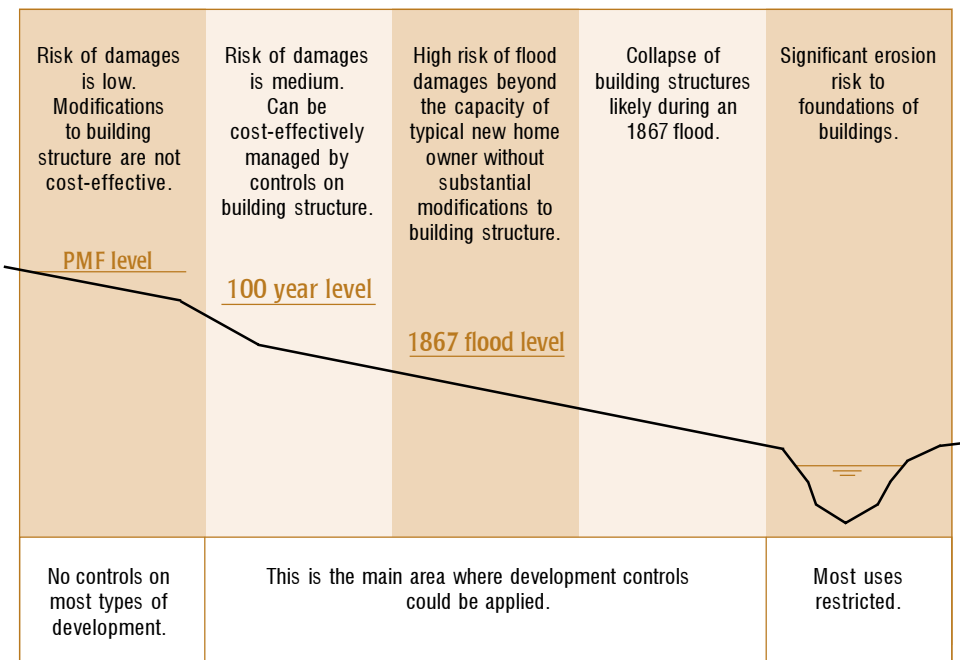 Risk of damages
is low.
Modifications
to building
structure are not
cost-effective.
Risk of damages
is medium.
Can be
cost-effectively
managed by
controls on
building structure.
High risk of flood
damages beyond
the capacity of
typical new home
owner without
substantial
modifications to
building structure.
Collapse of
building structures
likely during an
1867 flood.
Significant erosion
risk to
foundations of
buildings.
PMF level
100 year level
1867 flood level
No controls on
most types of
development.
This is the main area where development controls
could be applied.
Most uses
restricted.